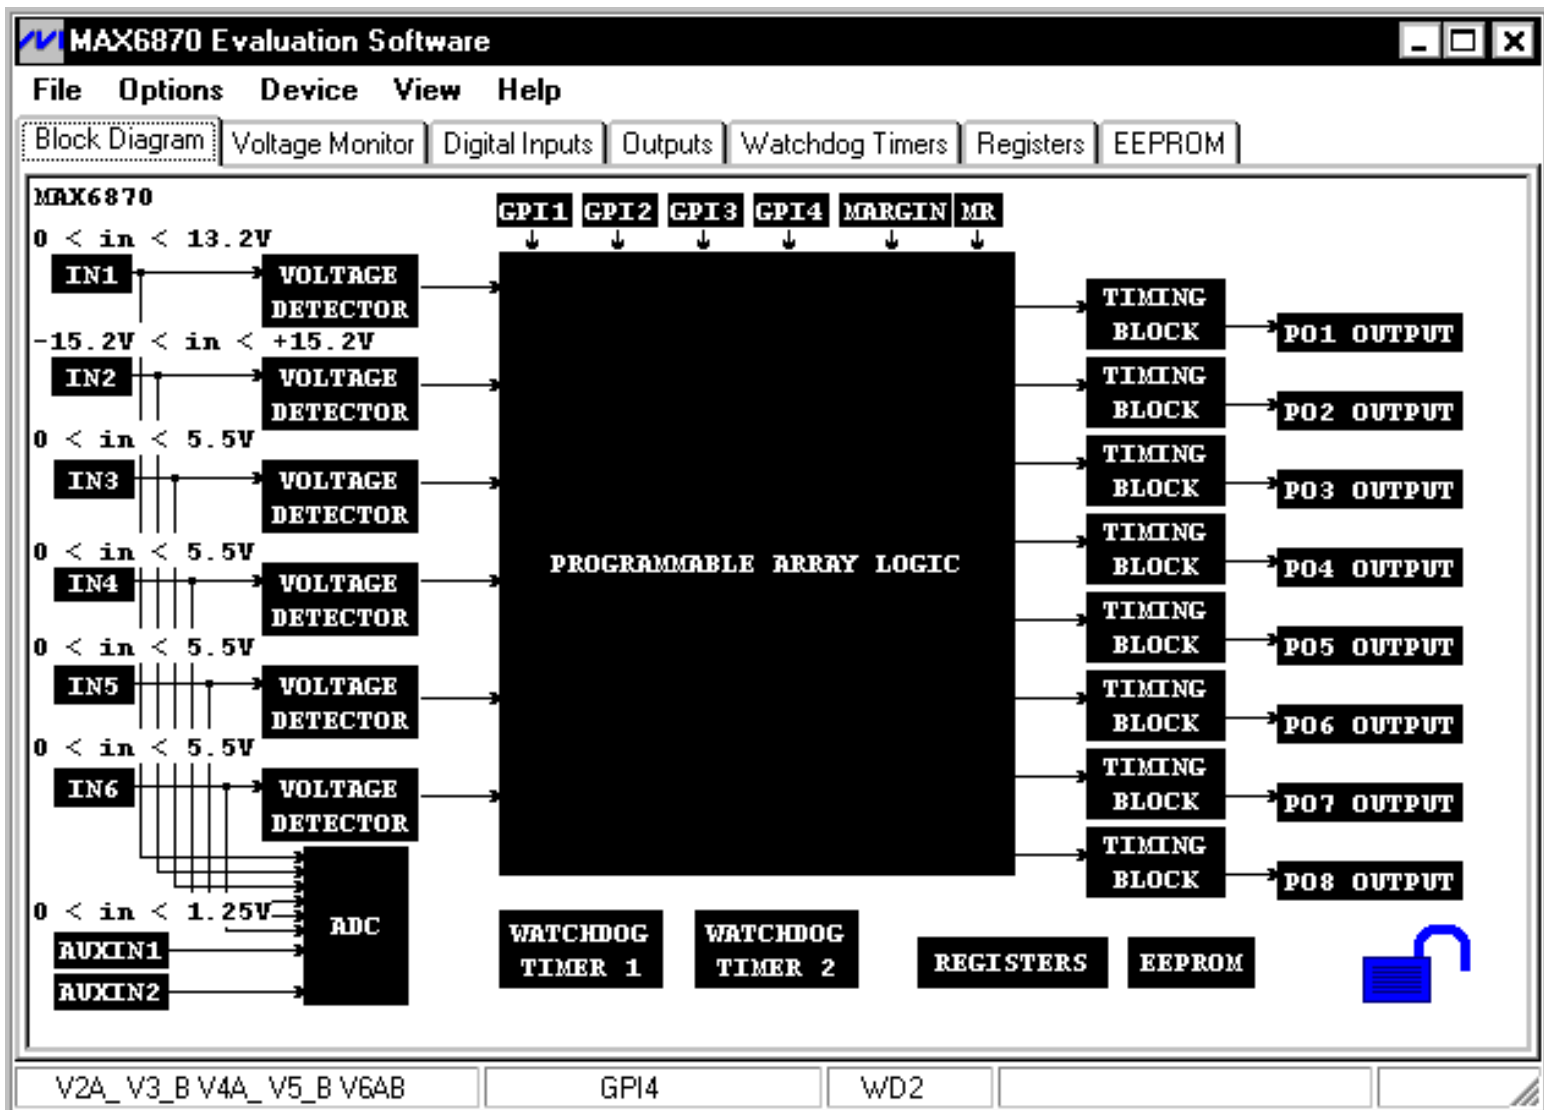 MAX6870 Evaluation Software
File Options Device View Help
Block Diagram Voltage Monitor Digital Inputs Outputs Watchdog Timers Registers EEPROM
MAX6870
GPI1 GPI2 GPI3 GPI4 MARGIN MR
0 < in < 13.2V
IN1
VOLTAGE
DETECTOR
-15.2V < in < +15.2V
IN2
VOLTAGE
DETECTOR
0 < in < 5.5V
IN3
VOLTAGE
DETECTOR
0 < in < 5.5V
IN4
VOLTAGE
DETECTOR
0 < in < 5.5V
IN5
VOLTAGE
DETECTOR
0 < in < 5.5V
IN6
VOLTAGE
DETECTOR
0 < in < 1.25V
ADC
AUXIN1
AUXIN2
PROGRAMMABLE ARRAY LOGIC
TIMING
BLOCK
PO1 OUTPUT
TIMING
BLOCK
PO2 OUTPUT
TIMING
BLOCK
PO3 OUTPUT
TIMING
BLOCK
PO4 OUTPUT
TIMING
BLOCK
PO5 OUTPUT
TIMING
BLOCK
PO6 OUTPUT
TIMING
BLOCK
PO7 OUTPUT
TIMING
BLOCK
PO8 OUTPUT
WATCHDOG
TIMER 1
WATCHDOG
TIMER 2
REGISTERS
EEPROM
V2A_ V3_B V4A_ V5_B V6AB GPI4 WD2